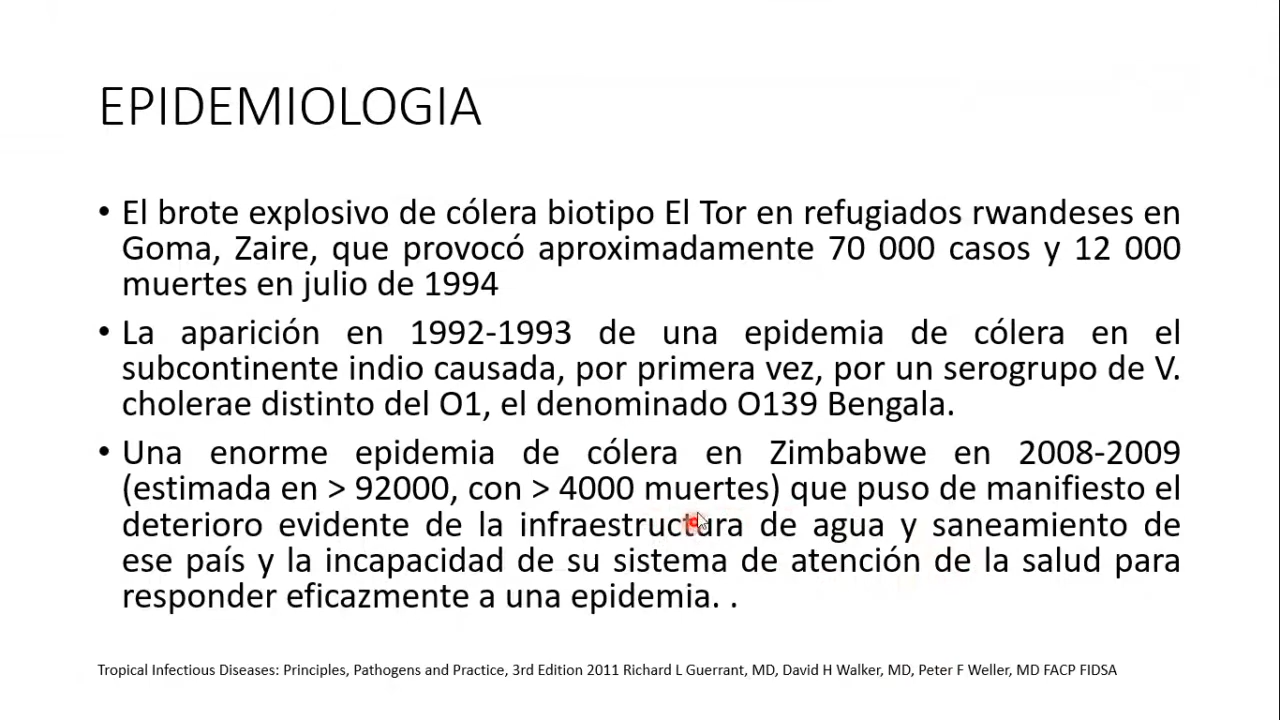 EPIDEMIOLOGIA
• El brote explosivo de cólera biotipo El Tor en refugiados rwandeses en
Goma, Zaire, que provocó aproximadamente 70 000 casos y 12 000
muertes en julio de 1994
• La aparición en 1992-1993 de una epidemia de cólera en el
subcontinente indio causada, por primera vez, por un serogrupo de V.
cholerae distinto del O1, el denominado O139 Bengala.
• Una enorme epidemia de cólera en Zimbabwe en 2008-2009
(estimada en > 92000, con > 4000 muertes) que puso de manifiesto el
deterioro evidente de la infraestructura de agua y saneamiento de
ese país y la incapacidad de su sistema de atención de la salud para
responder eficazmente a una epidemia. .
Tropical Infectious Diseases: Principles, Pathogens and Practice, 3rd Edition 2011 Richard L Guerrant, MD, David H Walker, MD, Peter F Weller, MD FACP FIDSA